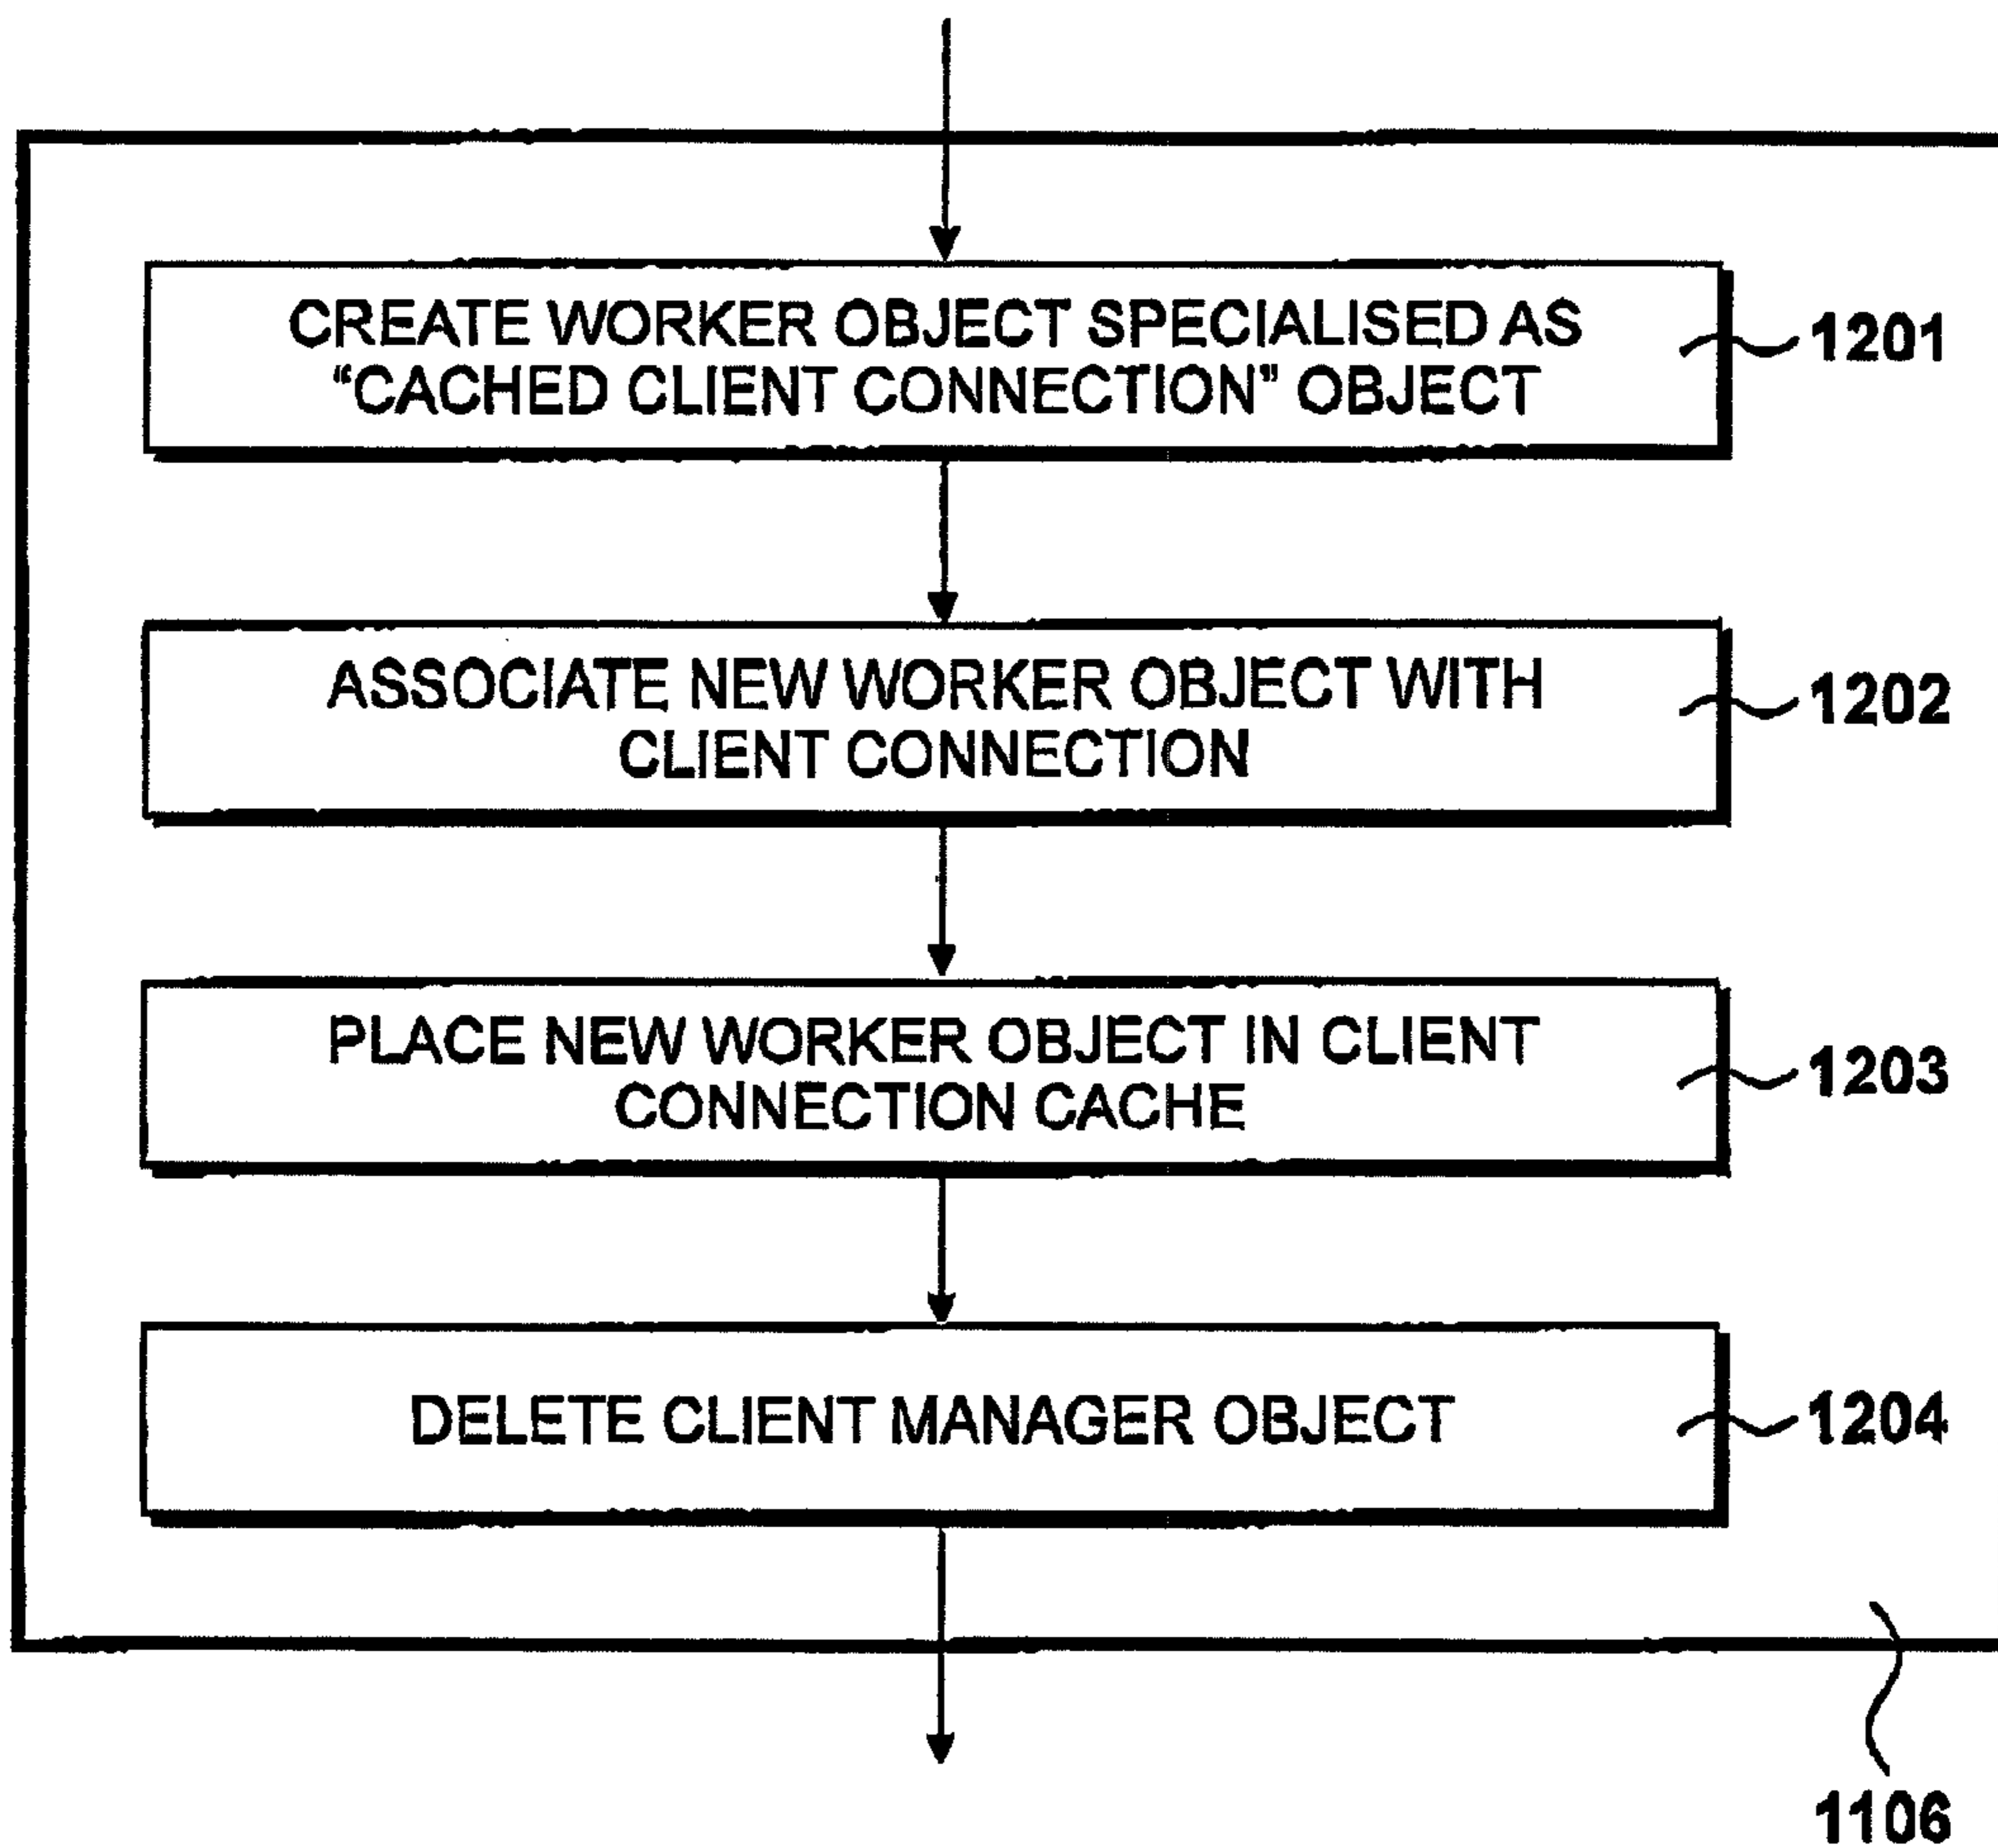 CREATE WORKER OBJECT SPECIALISED AS
“CACHED CLIENT CONNECTION” OBJECT
1201
ASSOCIATE NEW WORKER OBJECT WITH
CLIENT CONNECTION
1202
PLACE NEW WORKER OBJECT IN CLIENT
CONNECTION CACHE
1203
DELETE CLIENT MANAGER OBJECT
1204
1106